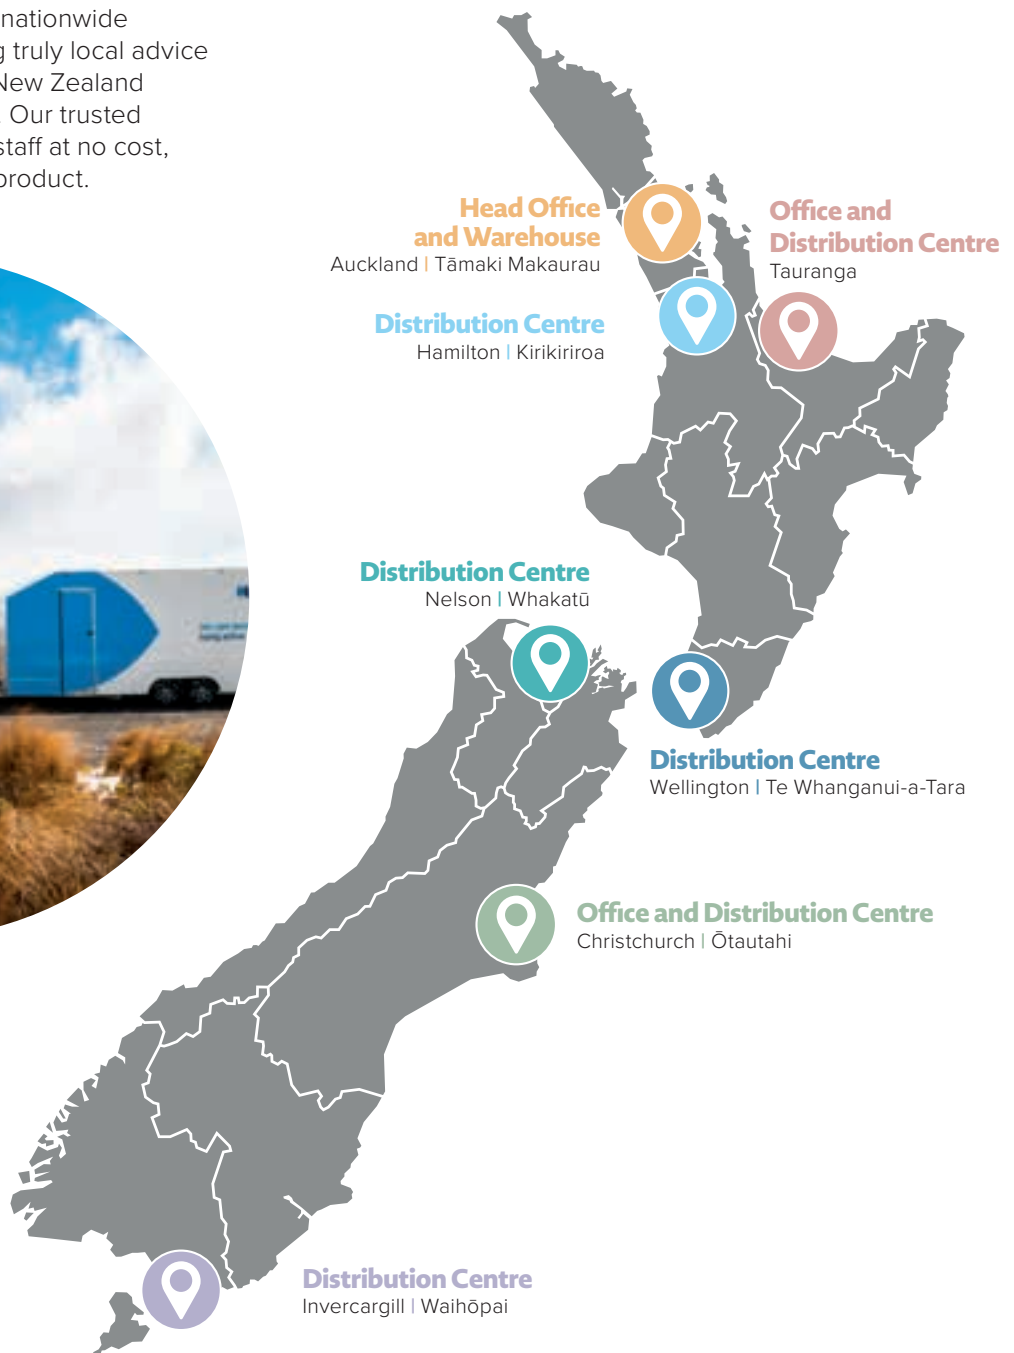 nationwide
g truly local advice
New Zealand
. Our trusted
staff at no cost,
product.
Head Office
and Warehouse
Auckland | Tāmaki Makaurau
Office and
Distribution Centre
Tauranga
Distribution Centre
Hamilton | Kirikiriroa
Distribution Centre
Nelson | Whakatū
Distribution Centre
Wellington | Te Whanganui-a-Tara
Office and Distribution Centre
Christchurch | Ōtautahi
Distribution Centre
Invercargill | Waihōpai